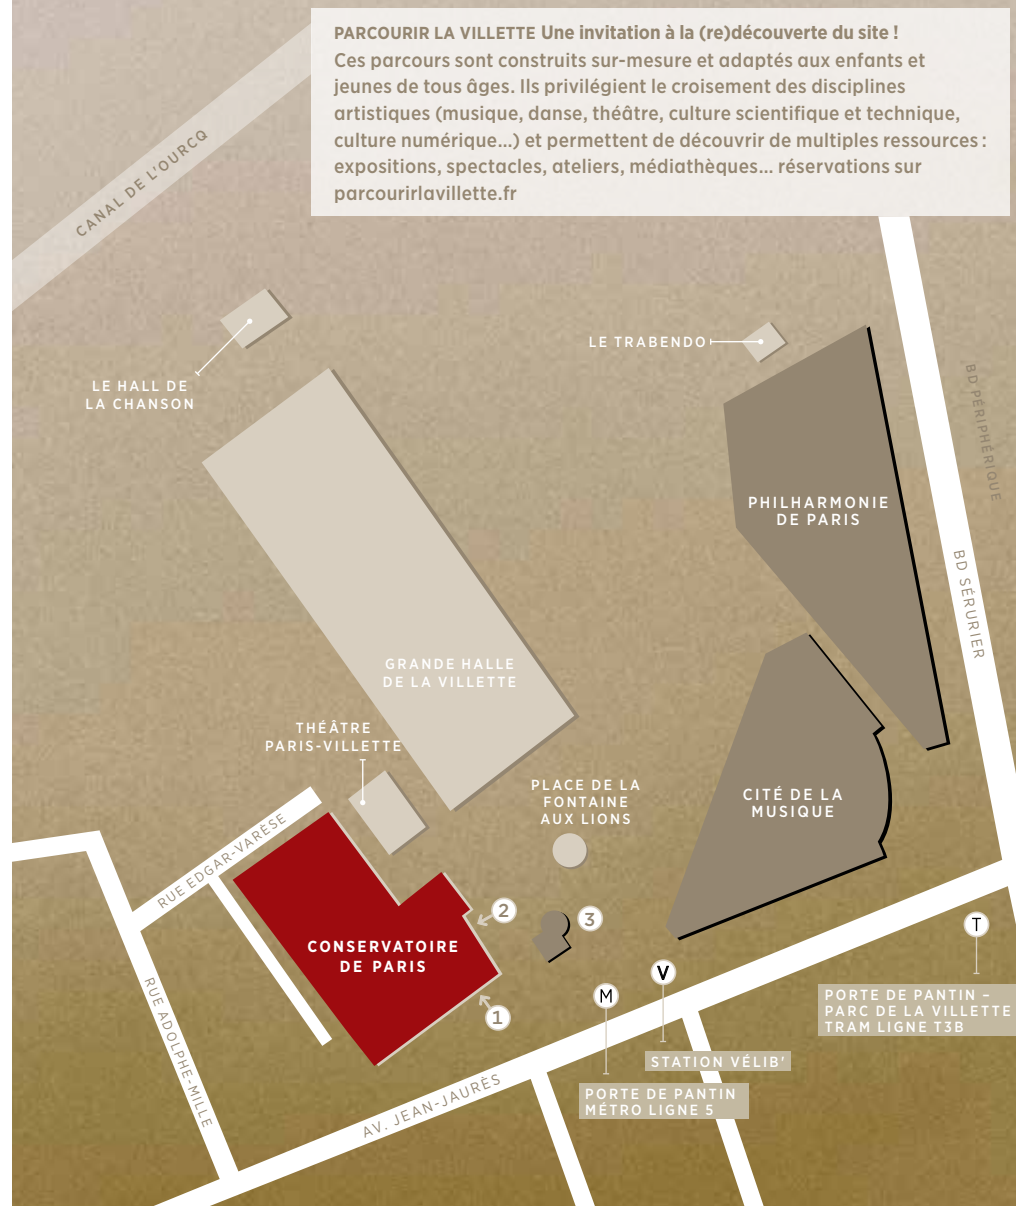 PARCOURIR LA VILLETTE Une invitation à la (re)découverte du site !
Ces parcours sont construits sur-mesure et adaptés aux enfants et
jeunes de tous âges. Ils privilégient le croisement des disciplines
artistiques (musique, danse, théâtre, culture scientifique et technique,
culture numérique...) et permettent de découvrir de multiples ressources :
expositions, spectacles, ateliers, médiathèques... réservations sur
parcourirlavillette.fr
CANAL DE L'OURCQ
LE HALL DE
LA CHANSON
LE TRABENDO
BD PÉRIPHÉRIQUE
PHILHARMONIE
DE PARIS
BD SÉRURIER
GRANDE HALLE
DE LA VILLETTE
THÉÂTRE
PARIS-VILLETTE
PLACE DE LA
FONTAINE
AUX LIONS
CITÉ DE LA
MUSIQUE
RUE EDGAR-VARÈSE
2
3
CONSERVATOIRE
DE PARIS
T
V
M
1
RUE ADOLPHE-MILLE
PORTE DE PANTIN –
PARC DE LA VILLETTE
TRAM LIGNE T3B
STATION VÉLIB'
PORTE DE PANTIN
MÉTRO LIGNE 5
AV. JEAN-JAURÈS